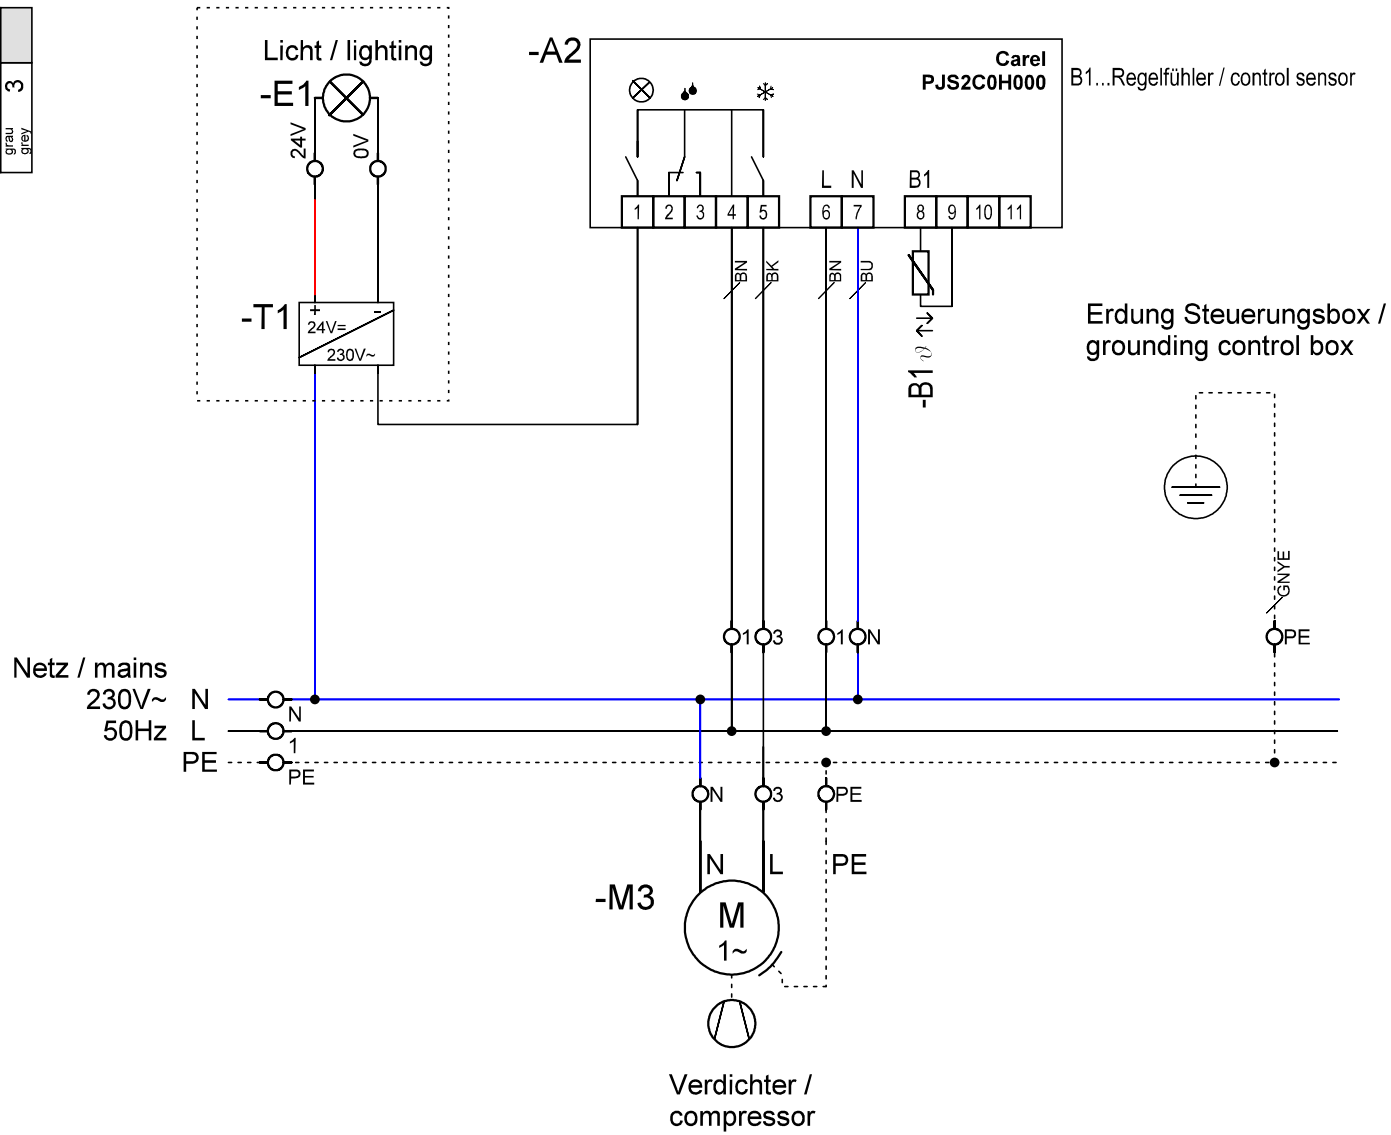 3
grau
grey
Licht / lighting
-E1
24V
0V
-T1
+
-
24V=
230V~
-A2
Carel
PJS2C0H000
B1...Regelfühler / control sensor
L N B1
1 2 3 4 5 6 7 8 9 10 11
BN BK BN BU
-B1 ϑ
Erdung Steuerungsbox /
grounding control box
GNYE
1 3 1 N PE
Netz / mains
230V~ N
50Hz L
PE
N
1
PE
N 3 PE
N L PE
-M3
M
1~
Verdichter /
compressor